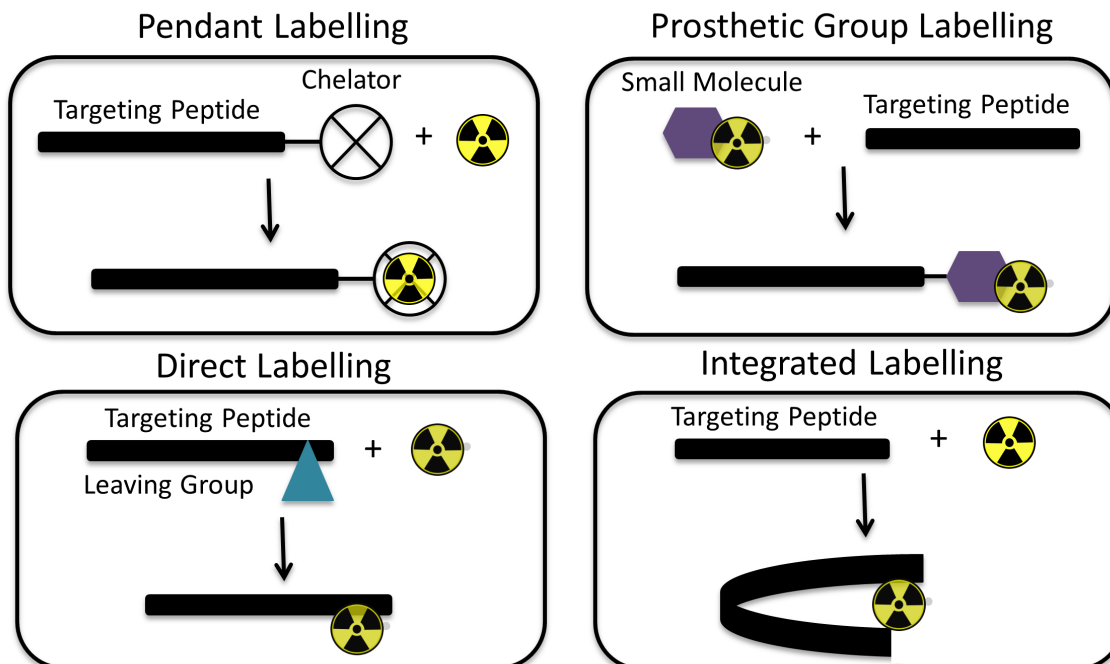 Pendant Labelling
Chelator
Targeting Peptide
+
Prosthetic Group Labelling
Small Molecule
Targeting Peptide
+
Direct Labelling
Targeting Peptide
+
Leaving Group
Integrated Labelling
Targeting Peptide
+